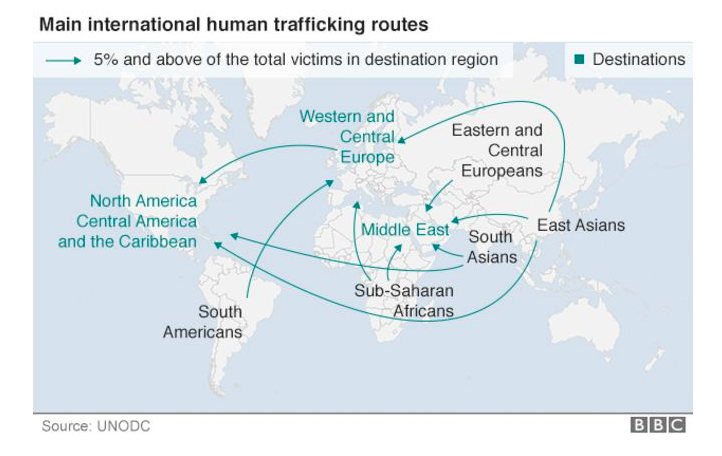 Main international human trafficking routes
5% and above of the total victims in destination region
Destinations
Western and
Central
Europe
Eastern and
Central
Europeans
North America
Central America
and the Caribbean
Middle East
South
Asians
East Asians
Sub-Saharan
Africans
South
Americans
Source: UNODC
BBC